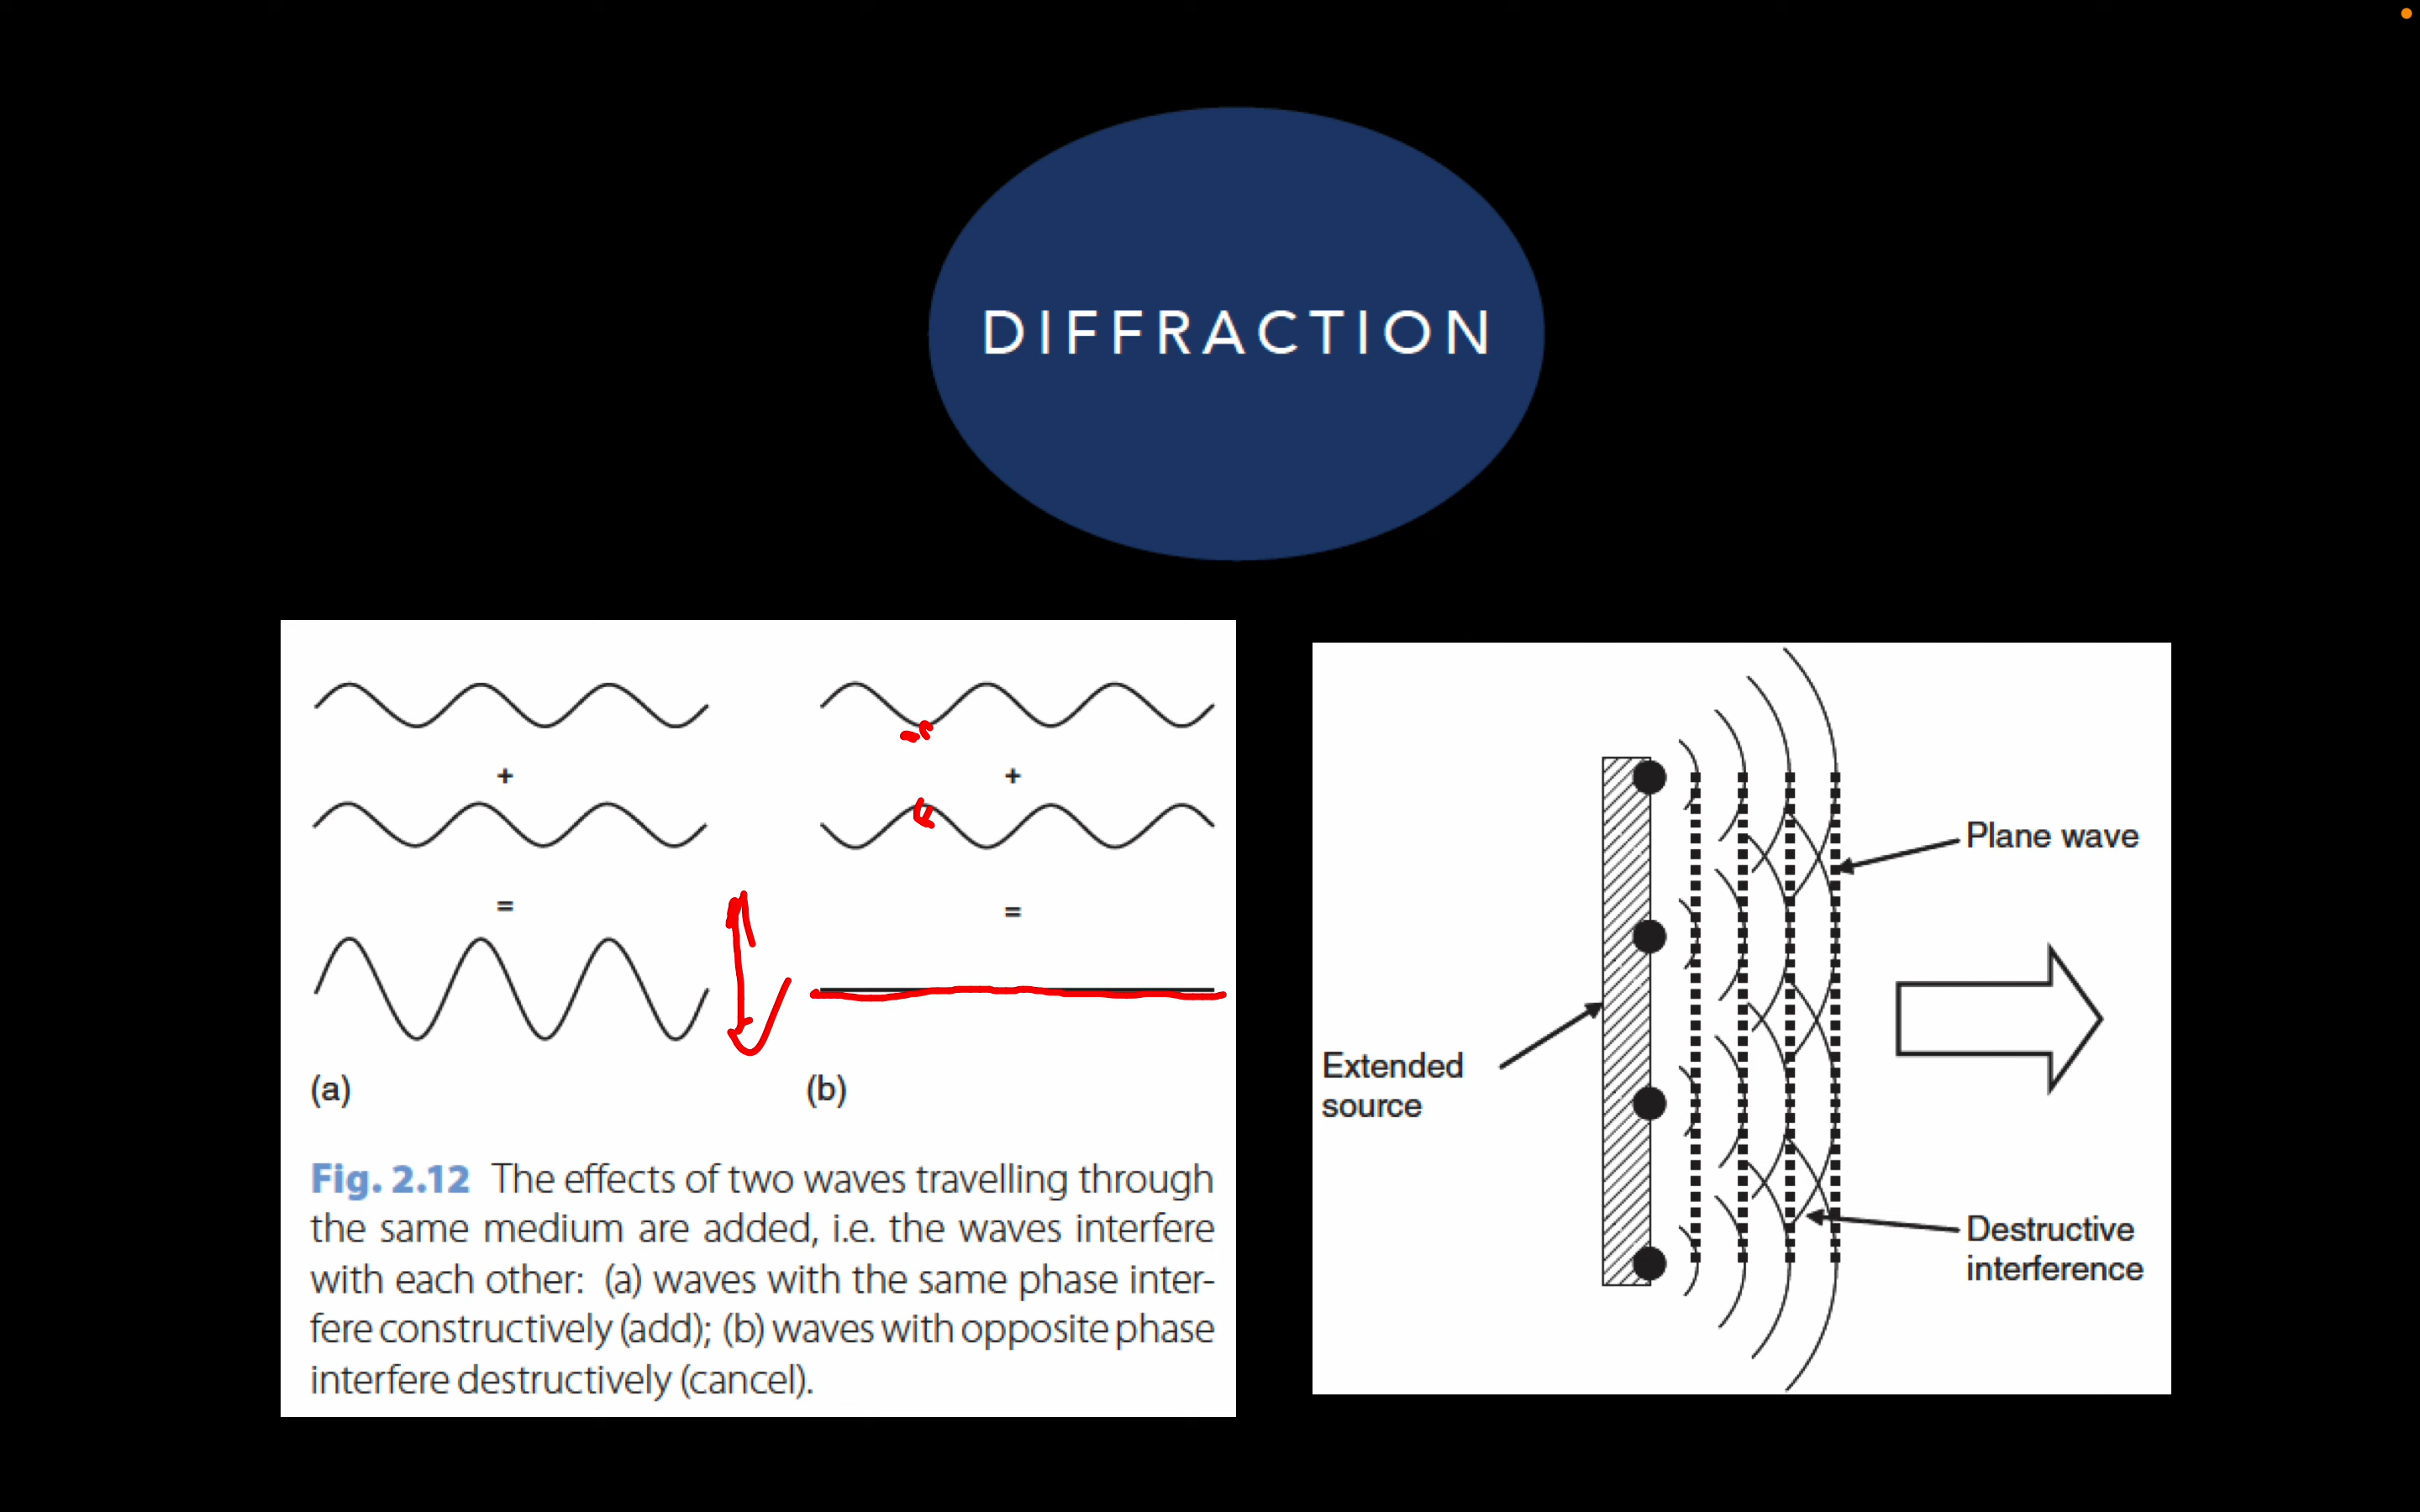 DIFFRACTION
+
+
=
=
(a)
(b)
Fig. 2.12 The effects of two waves travelling through
the same medium are added, i.e. the waves interfere
with each other: (a) waves with the same phase inter-
fere constructively (add); (b) waves with opposite phase
interfere destructively (cancel).
Plane wave
Extended
source
Destructive
interference